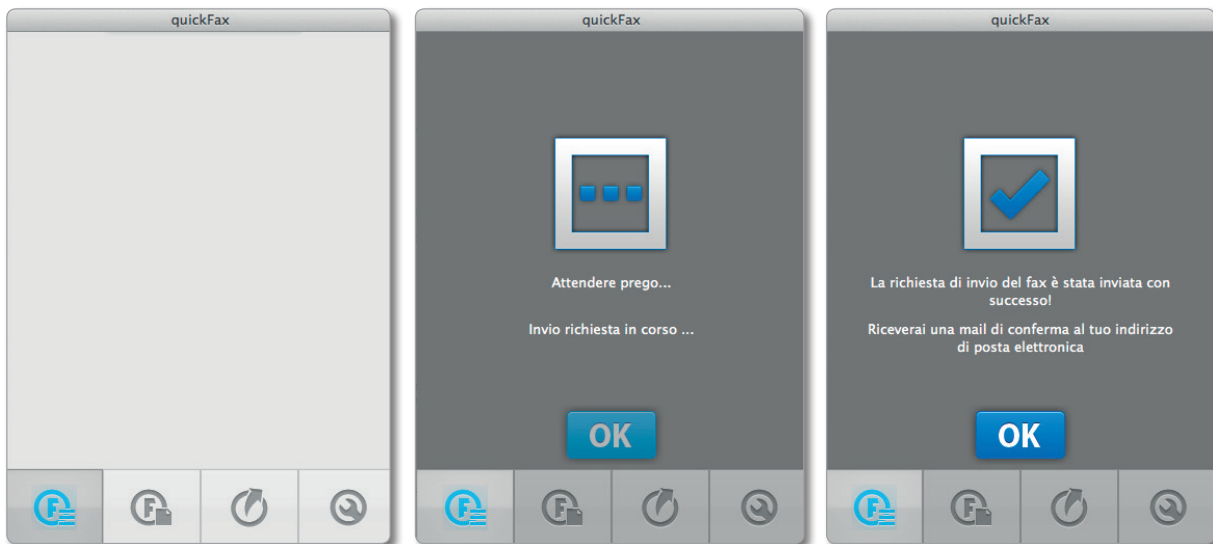 quickFax
quickFax
Attendere prego...
Invio richiesta in corso ...
OK
quickFax
La richiesta di invio del fax è stata inviata con
successo!
Riceverai una mail di conferma al tuo indirizzo
di posta elettronica
OK
F
F
F
F
F
F